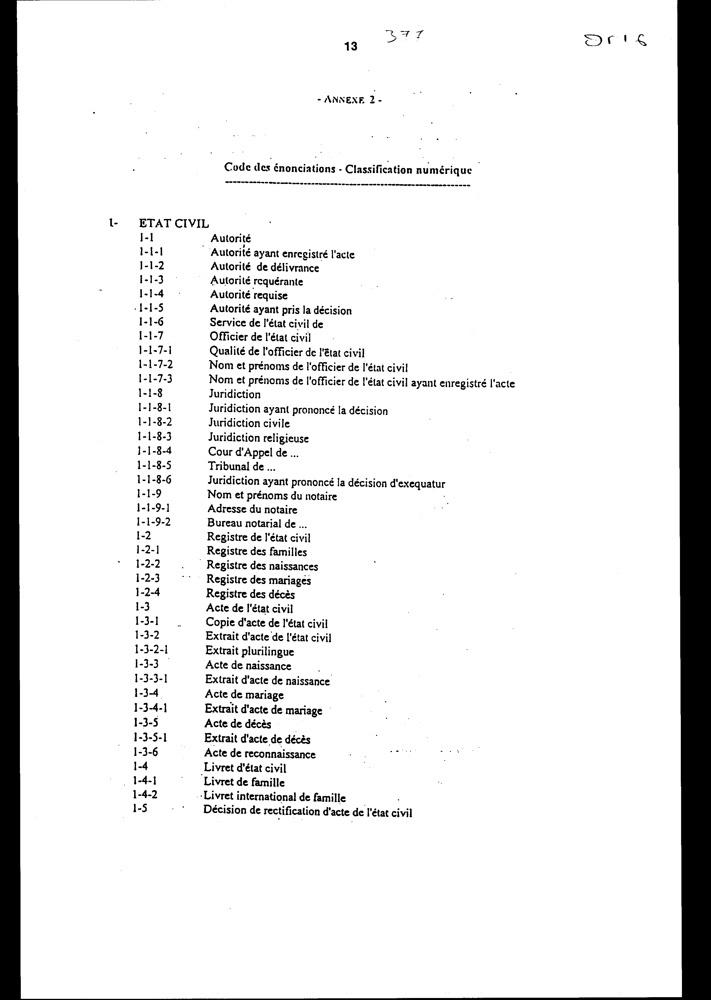 377
13
- ANNEXE 2 -
Code des énonciations - Classification numérique
1- ETAT CIVIL
1-1 Autorité
1-1-1 Autorité ayant enregistré l'acte
1-1-2 Autorité de délivrance
1-1-3 Autorité requérante
1-1-4 Autorité requise
1-1-5 Autorité ayant pris la décision
1-1-6 Service de l'état civil de
1-1-7 Officier de l'état civil
1-1-7-1 Qualité de l'officier de l'état civil
1-1-7-2 Nom et prénoms de l'officier de l'état civil
1-1-7-3 Nom et prénoms de l'officier de l'état civil ayant enregistré l'acte
1-1-8 Juridiction
1-1-8-1 Juridiction ayant prononcé la décision
1-1-8-2 Juridiction civile
1-1-8-3 Juridiction religieuse
1-1-8-4 Cour d'Appel de ...
1-1-8-5 Tribunal de ...
1-1-8-6 Juridiction ayant prononcé la décision d'exequatur
1-1-9 Nom et prénoms du notaire
1-1-9-1 Adresse du notaire
1-1-9-2 Bureau notarial de ...
1-2 Registre de l'état civil
1-2-1 Registre des familles
1-2-2 Registre des naissances
1-2-3 Registre des mariages
1-2-4 Registre des décès
1-3 Acte de l'état civil
1-3-1 Copie d'acte de l'état civil
1-3-2 Extrait d'acte de l'état civil
1-3-2-1 Extrait plurilingue
1-3-3 Acte de naissance
1-3-3-1 Extrait d'acte de naissance
1-3-4 Acte de mariage
1-3-4-1 Extrait d'acte de mariage
1-3-5 Acte de décès
1-3-5-1 Extrait d'acte de décès
1-3-6 Acte de reconnaissance
1-4 Livret d'état civil
1-4-1 Livret de famille
1-4-2 Livret international de famille
1-5 Décision de rectification d'acte de l'état civil